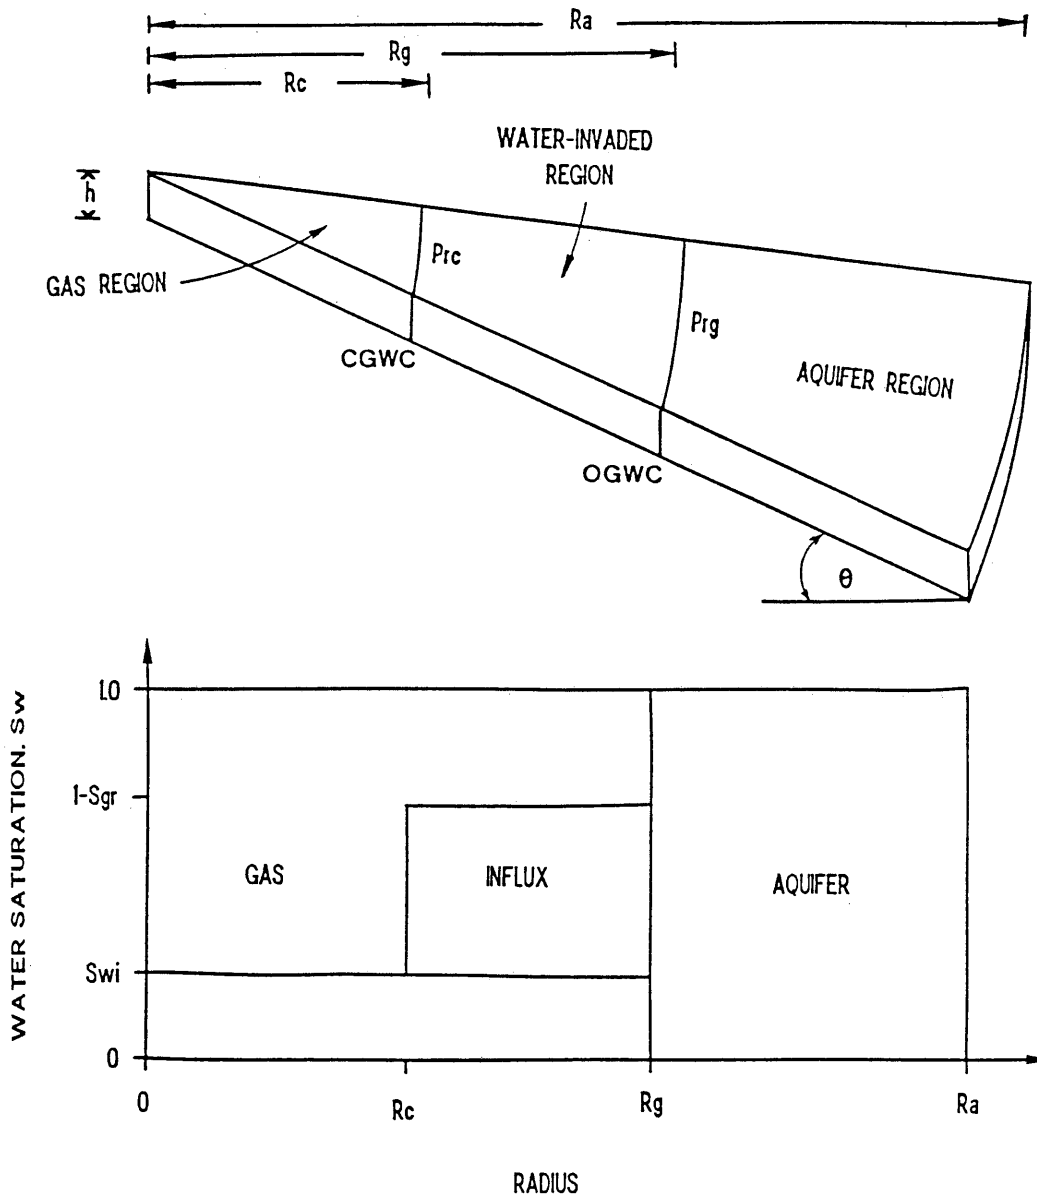 Ra
Rg
Rc
WATER-INVADED
REGION
h
Prc
GAS REGION
Prg
CGWC
AQUIFER REGION
OGWC
θ
WATER SATURATION. Sw
1.0
1-Sgr
GAS
INFLUX
AQUIFER
Swi
0
0
Rc
Rg
Ra
RADIUS